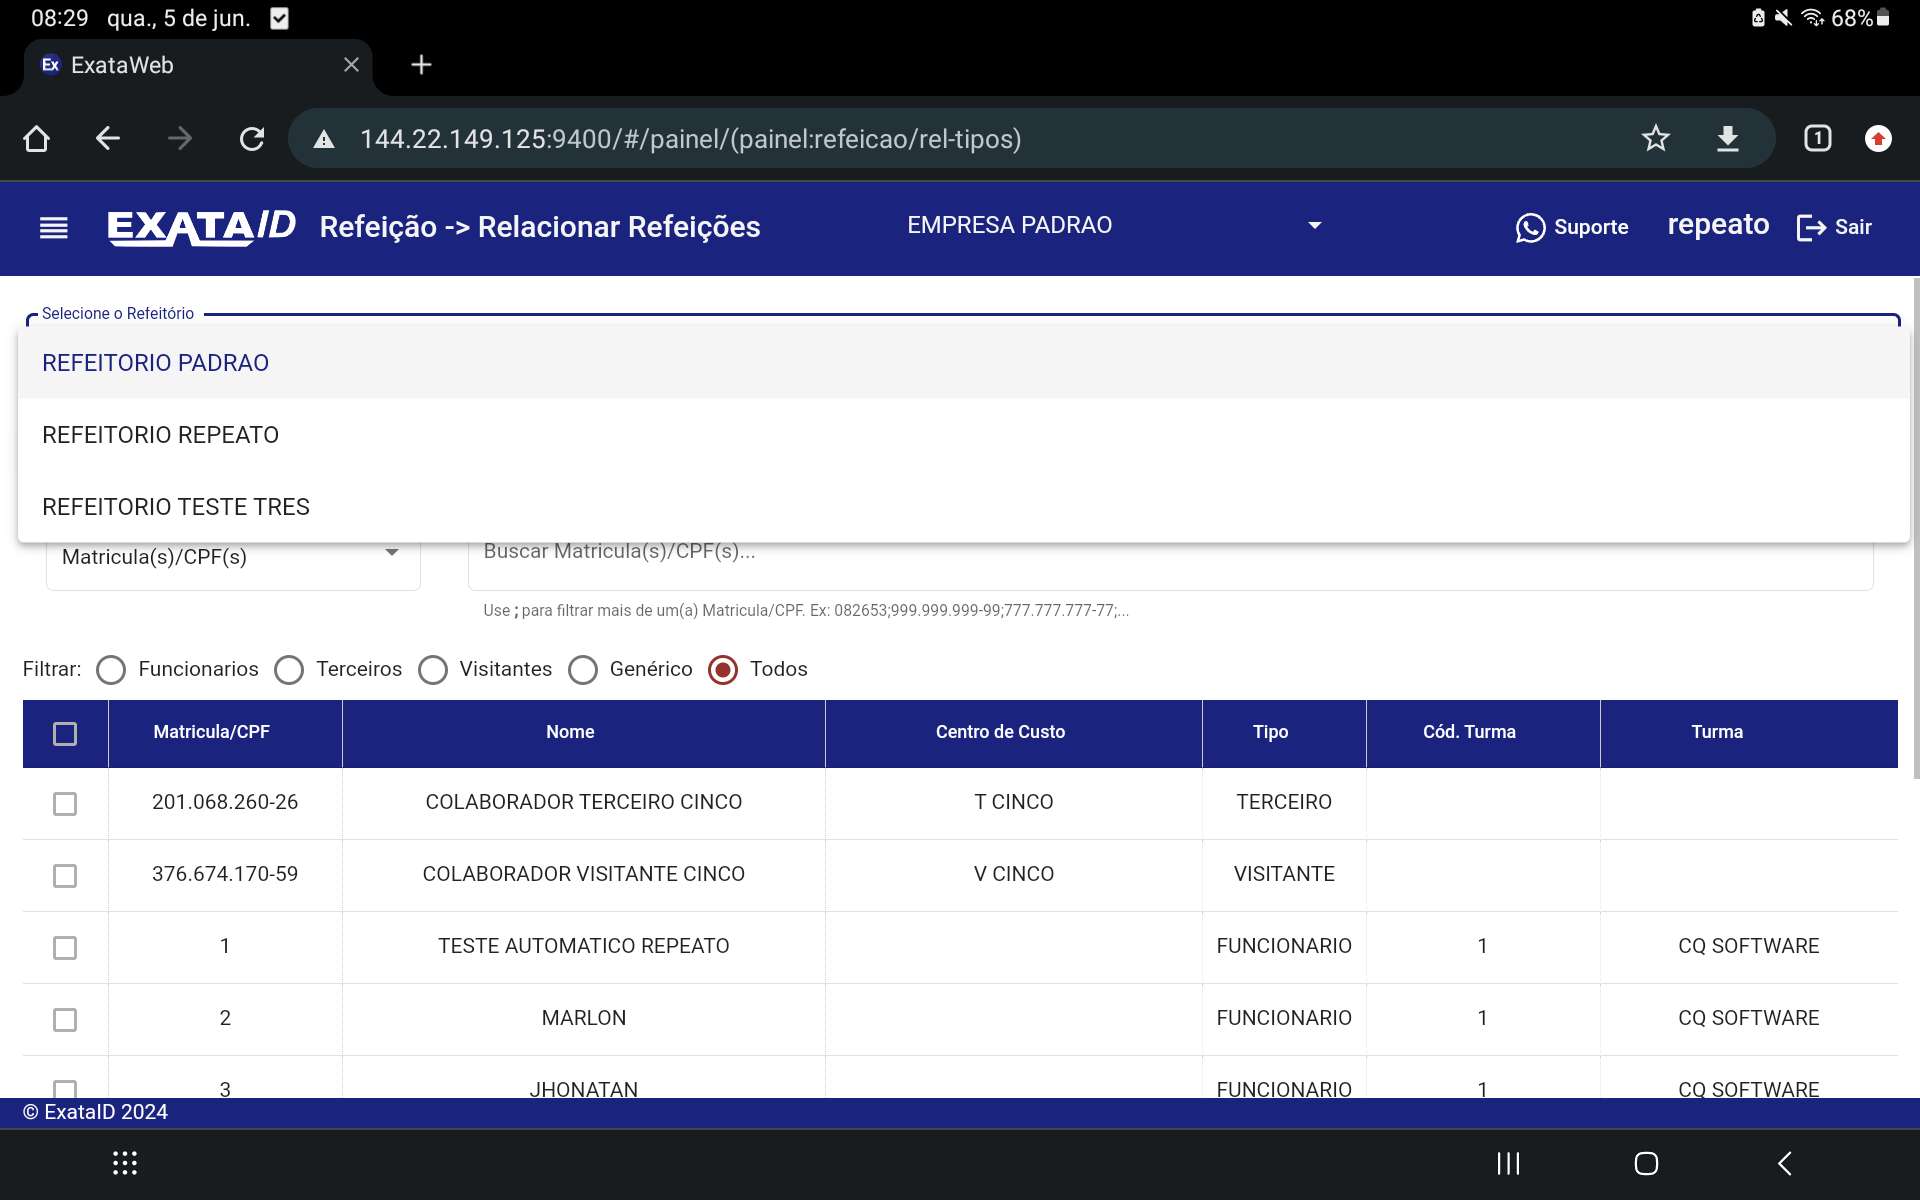 08:29 qua., 5 de jun. 68%
Ex ExataWeb
144.22.149.125:9400/#/painel/(painel:refeicao/rel-tipos) 1
EXATAID Refeição -> Relacionar Refeições EMPRESA PADRAO Suporte repeato Sair
Selecione o Refeitório
REFEITORIO PADRAO
REFEITORIO REPEATO
REFEITORIO TESTE TRES
Matricula(s)/CPF(s) Buscar Matricula(s)/CPF(s)...
Use ; para filtrar mais de um(a) Matricula/CPF. Ex: 082653;999.999.999-99;777.777.777-77;...
Filtrar: Funcionarios Terceiros Visitantes Genérico Todos
Matricula/CPF Nome Centro de Custo Tipo Cód. Turma Turma
201.068.260-26 COLABORADOR TERCEIRO CINCO T CINCO TERCEIRO
376.674.170-59 COLABORADOR VISITANTE CINCO V CINCO VISITANTE
1 TESTE AUTOMATICO REPEATO FUNCIONARIO 1 CQ SOFTWARE
2 MARLON FUNCIONARIO 1 CQ SOFTWARE
3 JHONATAN FUNCIONARIO 1 CQ SOFTWARE
© ExataID 2024